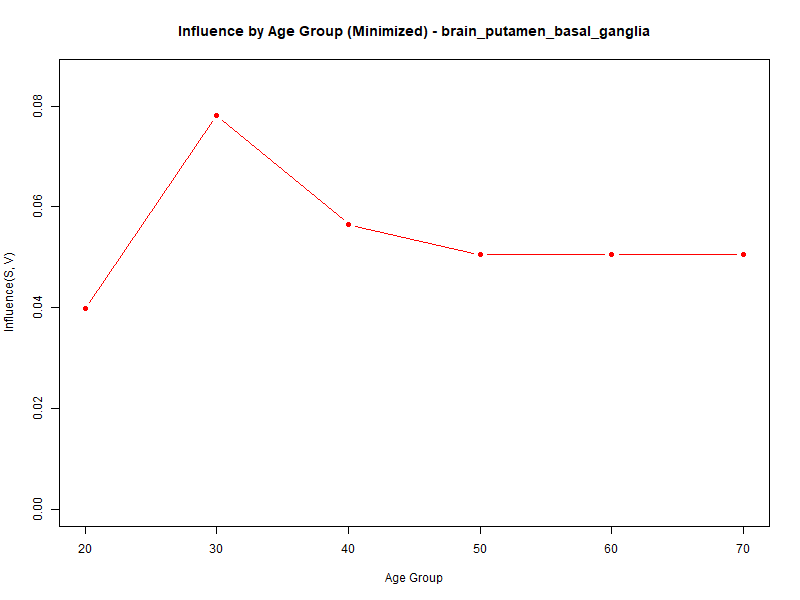 Influence by Age Group (Minimized) - brain_putamen_basal_ganglia
Influence(S, V)
0.08
0.06
0.04
0.02
0.00
20 30 40 50 60 70
Age Group